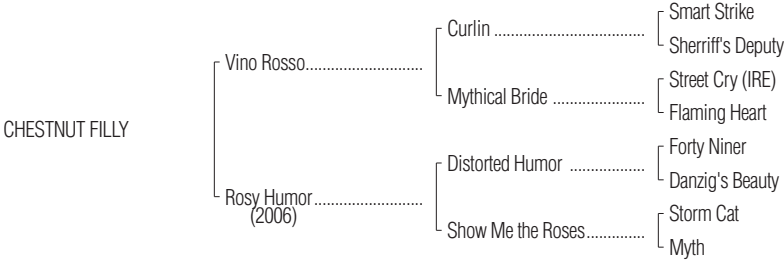 Smart Strike
Curlin ..............................................
Sherriff's Deputy
Vino Rosso...........................
Street Cry (IRE)
Mythical Bride ............................
Flaming Heart
CHESTNUT FILLY
Forty Niner
Distorted Humor .......................
Danzig's Beauty
Rosy Humor.........................
(2006)
Storm Cat
Show Me the Roses..............
Myth